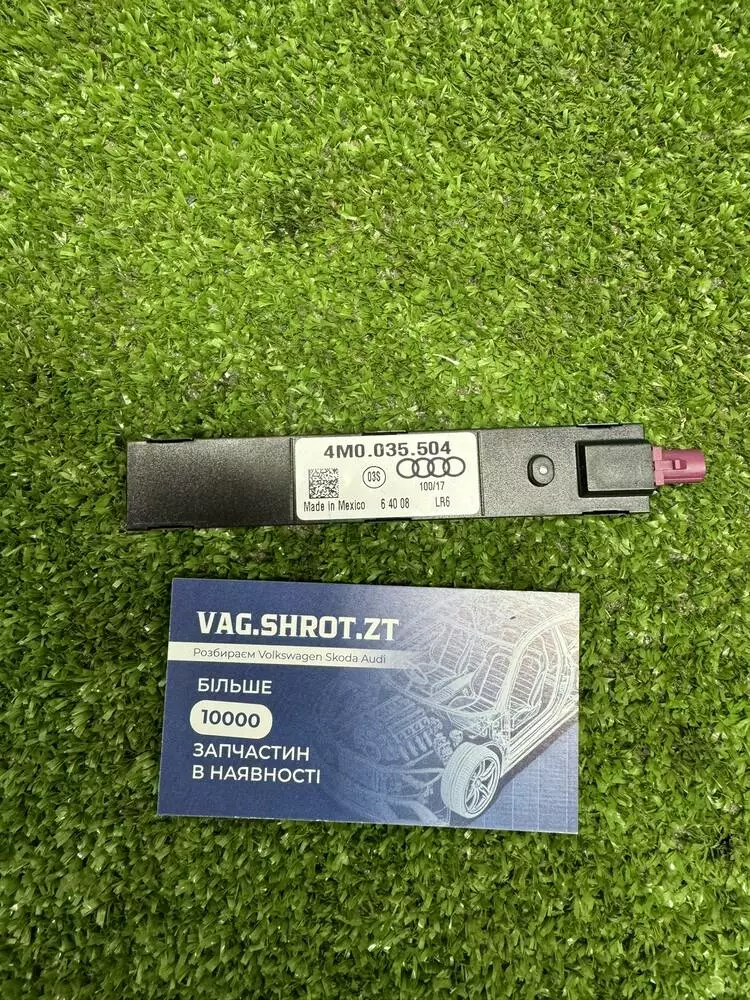 4M0.035.504
03S
100/17
Made in Mexico 6 40 08 LR6
VAG.SHROT.ZT
Розбираєм Volkswagen Skoda Audi
БІЛЬШЕ
10000
ЗАПЧАСТИН
В НАЯВНОСТІ